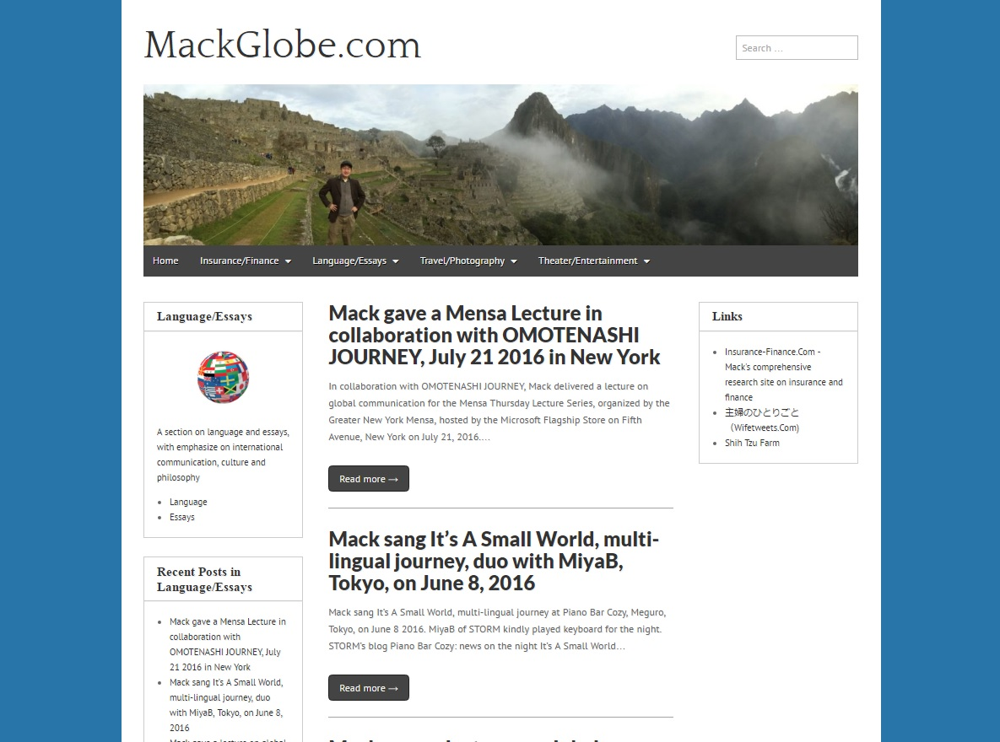 MackGlobe.com
Search ...
Home
Insurance/Finance
Language/Essays
Travel/Photography
Theater/Entertainment
Language/Essays
A section on language and essays,
with emphasize on international
communication, culture and
philosophy
Language
Essays
Recent Posts in
Language/Essays
Mack gave a Mensa Lecture in
collaboration with
OMOTENASHI JOURNEY, July
21 2016 in New York
Mack sang It's A Small World,
multi-lingual journey, duo
with MiyaB, Tokyo, on June 8,
2016
Mack gave a Mensa Lecture in
collaboration with OMOTENASHI
JOURNEY, July 21 2016 in New York
In collaboration with OMOTENASHI JOURNEY, Mack delivered a lecture on
global communication for the Mensa Thursday Lecture Series, organized by the
Greater New York Mensa, hosted by the Microsoft Flagship Store on Fifth
Avenue, New York on July 21, 2016....
Read more →
Mack sang It's A Small World, multi-
lingual journey, duo with MiyaB,
Tokyo, on June 8, 2016
Mack sang It's A Small World, multi-lingual journey at Piano Bar Cozy, Meguro,
Tokyo, on June 8 2016. MiyaB of STORM kindly played keyboard for the night.
STORM's blog Piano Bar Cozy: news on the night It's A Small World...
Read more →
Links
Insurance-Finance.Com -
Mack's comprehensive
research site on insurance and
finance
主婦のひとりごと
（Wifetweets.Com)
Shih Tzu Farm